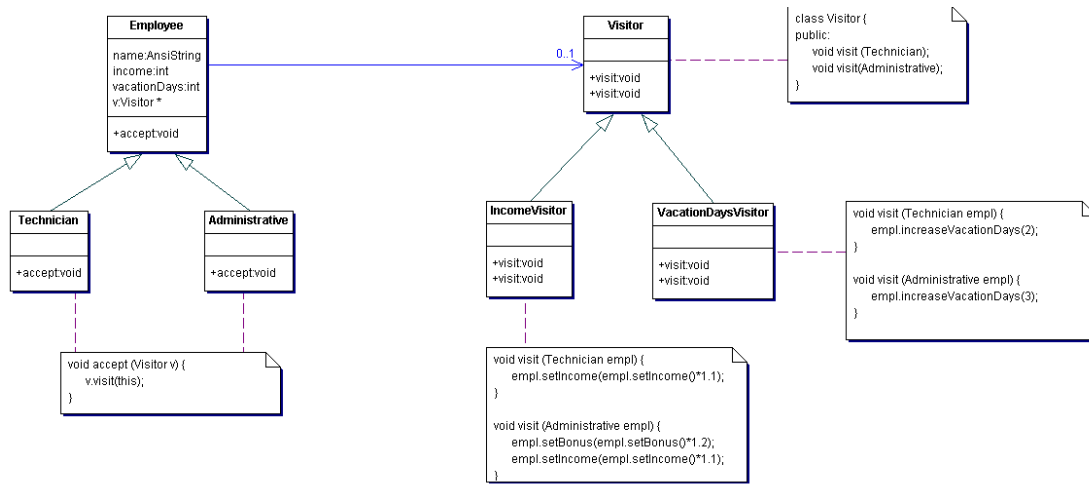 Employee
name:AnsiString
income:int
vacationDays:int
v:Visitor *
+accept:void
0..1
Visitor
+visit:void
+visit:void
class Visitor {
public:
void visit (Technician);
void visit(Administrative);
}
Technician
+accept:void
Administrative
+accept:void
void accept (Visitor v) {
v.visit(this);
}
IncomeVisitor
+visit:void
+visit:void
VacationDaysVisitor
+visit:void
+visit:void
void visit (Technician empl) {
empl.increaseVacationDays(2);
}
void visit (Administrative empl) {
empl.increaseVacationDays(3);
}
void visit (Technician empl) {
empl.setIncome(empl.setIncome()*1.1);
}
void visit (Administrative empl) {
empl.setBonus(empl.setBonus()*1.2);
empl.setIncome(empl.setIncome()*1.1);
}